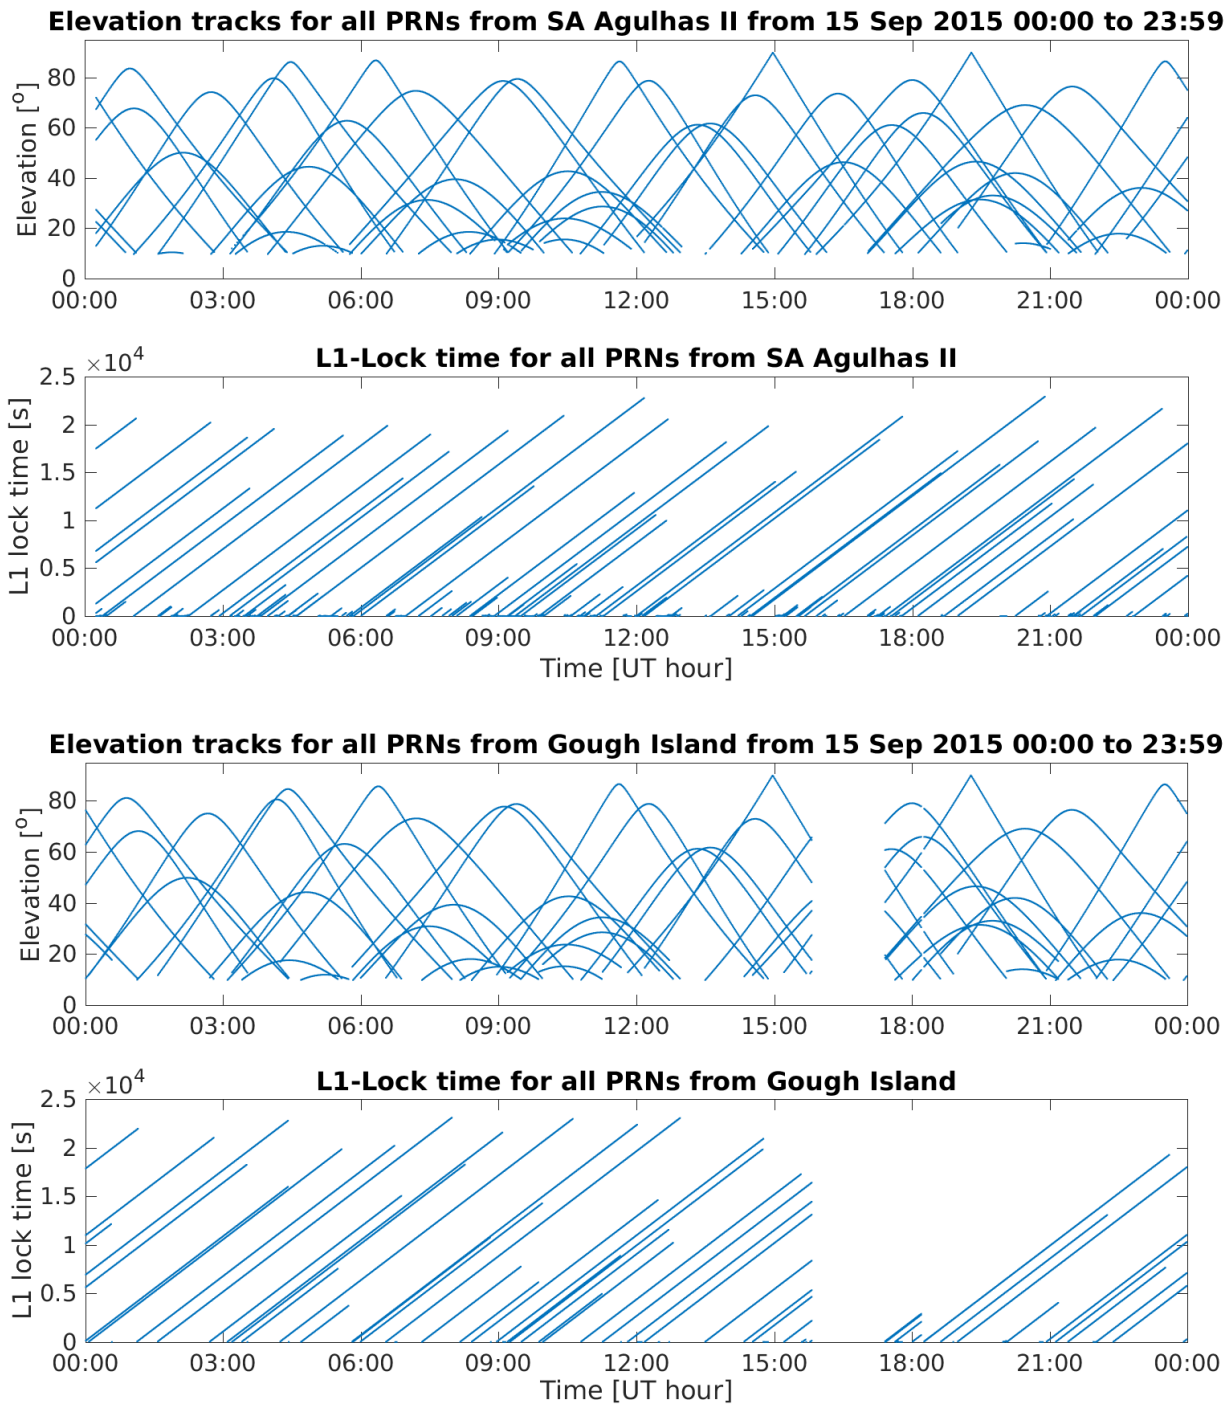 Elevation tracks for all PRNs from SA Agulhas II from 15 Sep 2015 00:00 to 23:59
Elevation [°]
80
60
40
20
0
00:00 03:00 06:00 09:00 12:00 15:00 18:00 21:00 00:00
L1-Lock time for all PRNs from SA Agulhas II
×10⁴
L1 lock time [s]
2.5
2
1.5
1
0.5
0
00:00 03:00 06:00 09:00 12:00 15:00 18:00 21:00 00:00
Time [UT hour]
Elevation tracks for all PRNs from Gough Island from 15 Sep 2015 00:00 to 23:59
Elevation [°]
80
60
40
20
0
00:00 03:00 06:00 09:00 12:00 15:00 18:00 21:00 00:00
L1-Lock time for all PRNs from Gough Island
×10⁴
L1 lock time [s]
2.5
2
1.5
1
0.5
0
00:00 03:00 06:00 09:00 12:00 15:00 18:00 21:00 00:00
Time [UT hour]